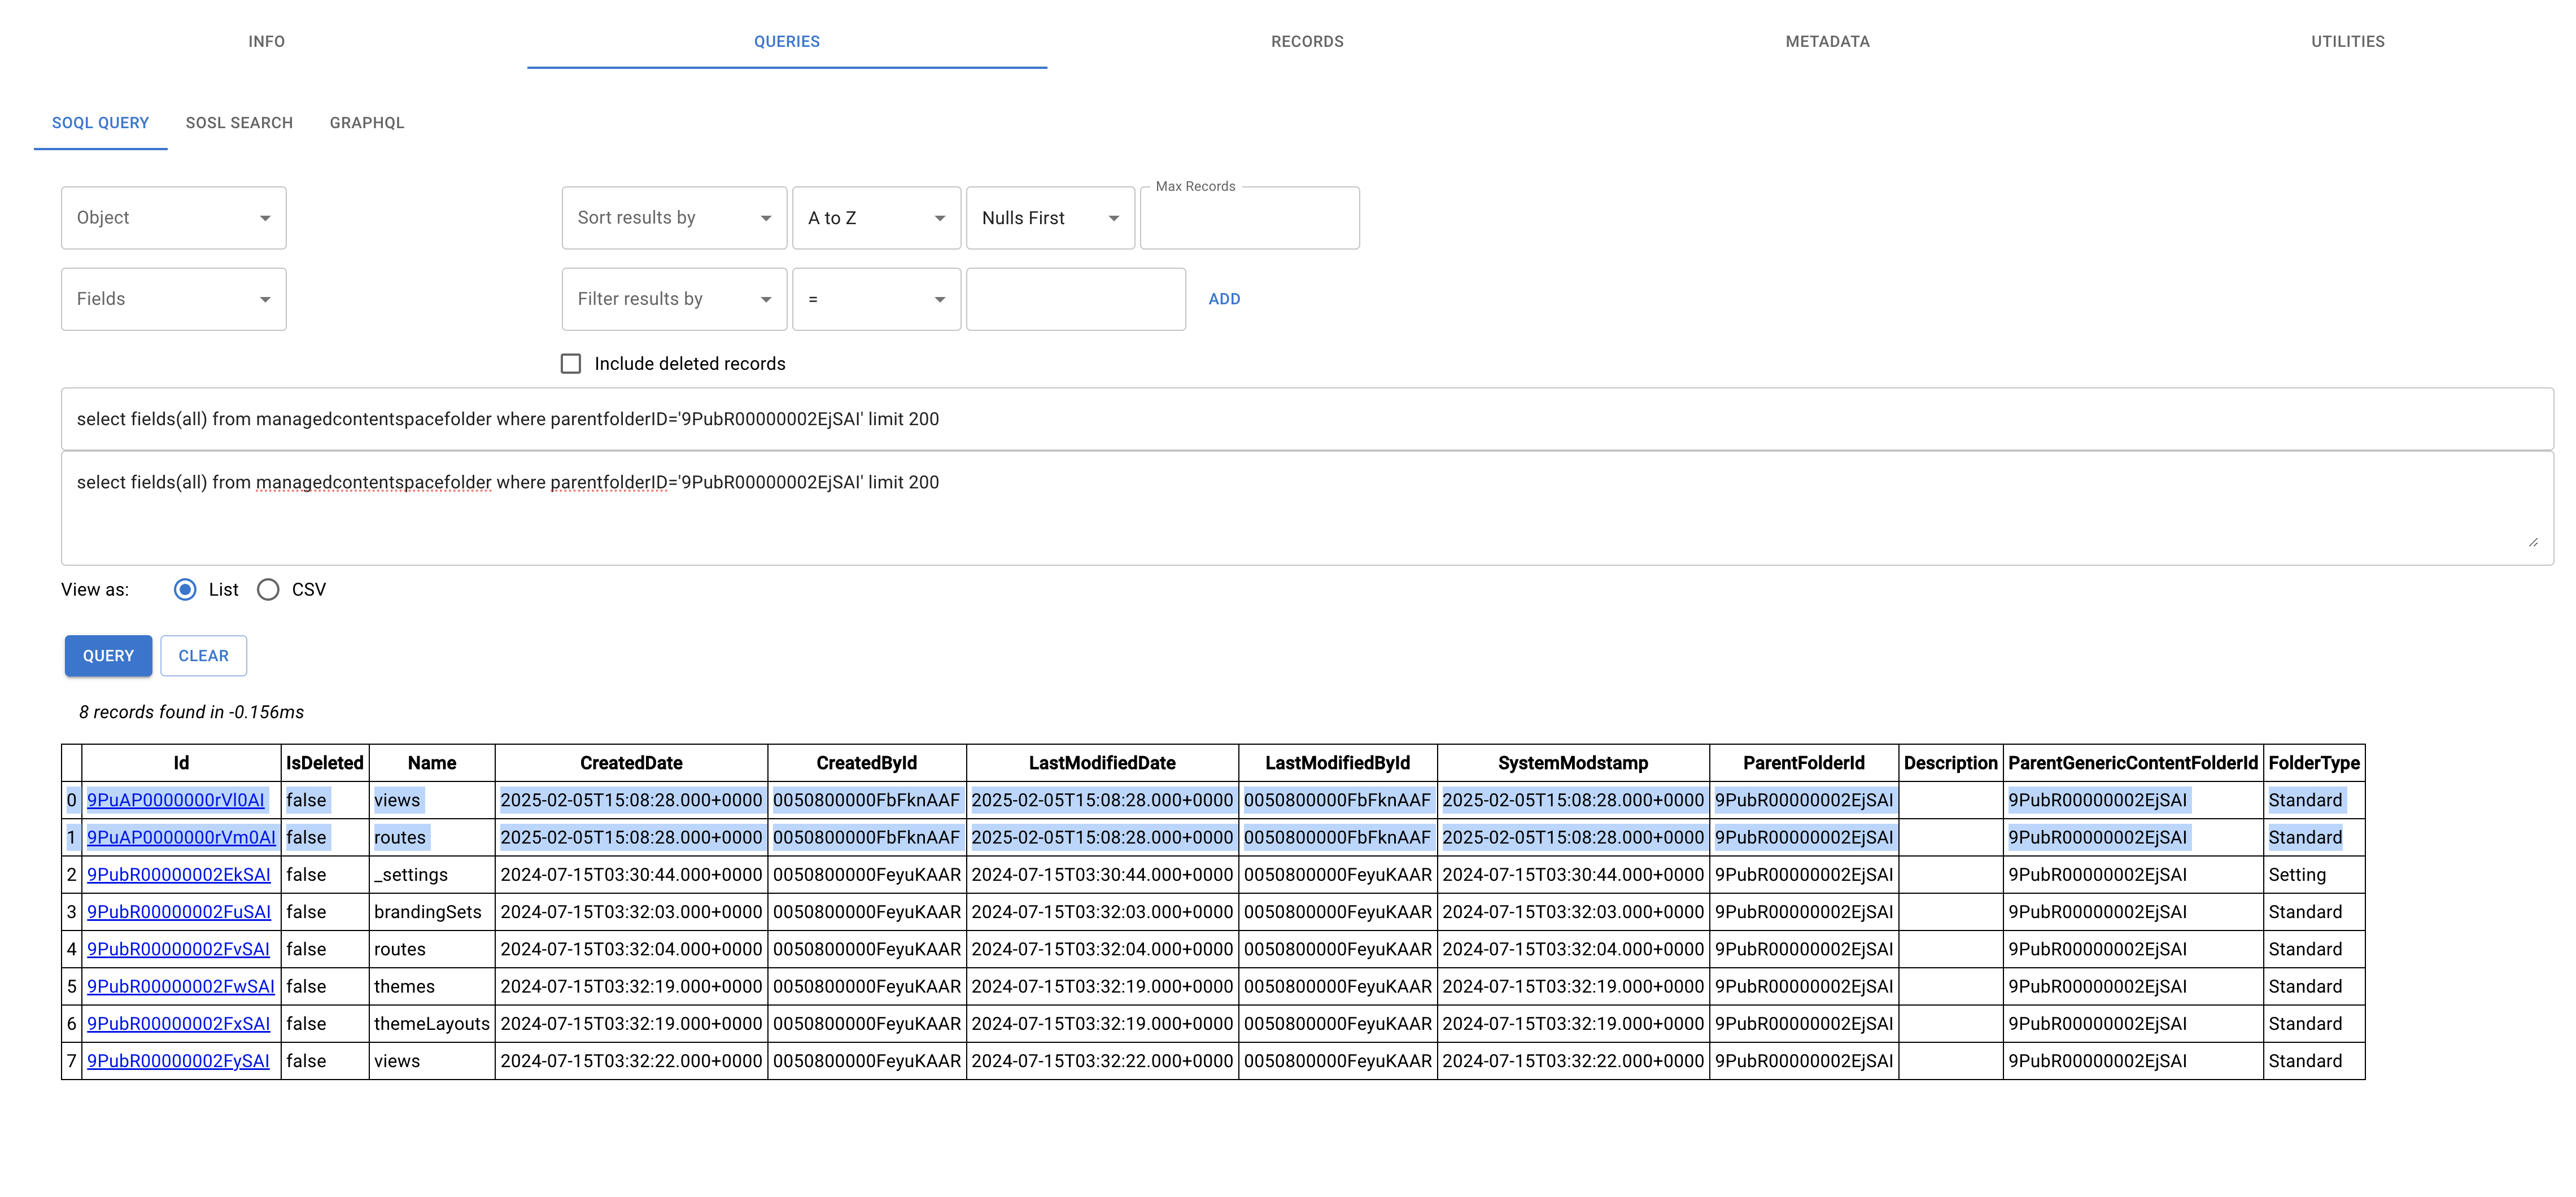 INFO QUERIES RECORDS METADATA UTILITIES
SOQL QUERY SOSL SEARCH GRAPHQL
Max Records
Object Sort results by A to Z Nulls First
Fields Filter results by = ADD
Include deleted records
select fields(all) from managedcontentspacefolder where parentfolderID='9PubR00000002EjSAI' limit 200
select fields(all) from managedcontentspacefolder where parentfolderID='9PubR00000002EjSAI' limit 200
View as: List CSV
QUERY CLEAR
8 records found in -0.156ms
Id IsDeleted Name CreatedDate CreatedById LastModifiedDate LastModifiedById SystemModstamp ParentFolderId Description ParentGenericContentFolderId FolderType
0 9PuAP0000000rVl0AI false views 2025-02-05T15:08:28.000+0000 0050800000FbFknAAF 2025-02-05T15:08:28.000+0000 0050800000FbFknAAF 2025-02-05T15:08:28.000+0000 9PubR00000002EjSAI 9PubR00000002EjSAI Standard
1 9PuAP0000000rVm0AI false routes 2025-02-05T15:08:28.000+0000 0050800000FbFknAAF 2025-02-05T15:08:28.000+0000 0050800000FbFknAAF 2025-02-05T15:08:28.000+0000 9PubR00000002EjSAI 9PubR00000002EjSAI Standard
2 9PubR00000002EkSAI false _settings 2024-07-15T03:30:44.000+0000 0050800000FeyuKAAR 2024-07-15T03:30:44.000+0000 0050800000FeyuKAAR 2024-07-15T03:30:44.000+0000 9PubR00000002EjSAI 9PubR00000002EjSAI Setting
3 9PubR00000002FuSAI false brandingSets 2024-07-15T03:32:03.000+0000 0050800000FeyuKAAR 2024-07-15T03:32:03.000+0000 0050800000FeyuKAAR 2024-07-15T03:32:03.000+0000 9PubR00000002EjSAI 9PubR00000002EjSAI Standard
4 9PubR00000002FvSAI false routes 2024-07-15T03:32:04.000+0000 0050800000FeyuKAAR 2024-07-15T03:32:04.000+0000 0050800000FeyuKAAR 2024-07-15T03:32:04.000+0000 9PubR00000002EjSAI 9PubR00000002EjSAI Standard
5 9PubR00000002FwSAI false themes 2024-07-15T03:32:19.000+0000 0050800000FeyuKAAR 2024-07-15T03:32:19.000+0000 0050800000FeyuKAAR 2024-07-15T03:32:19.000+0000 9PubR00000002EjSAI 9PubR00000002EjSAI Standard
6 9PubR00000002FxSAI false themeLayouts 2024-07-15T03:32:19.000+0000 0050800000FeyuKAAR 2024-07-15T03:32:19.000+0000 0050800000FeyuKAAR 2024-07-15T03:32:19.000+0000 9PubR00000002EjSAI 9PubR00000002EjSAI Standard
7 9PubR00000002FySAI false views 2024-07-15T03:32:22.000+0000 0050800000FeyuKAAR 2024-07-15T03:32:22.000+0000 0050800000FeyuKAAR 2024-07-15T03:32:22.000+0000 9PubR00000002EjSAI 9PubR00000002EjSAI Standard